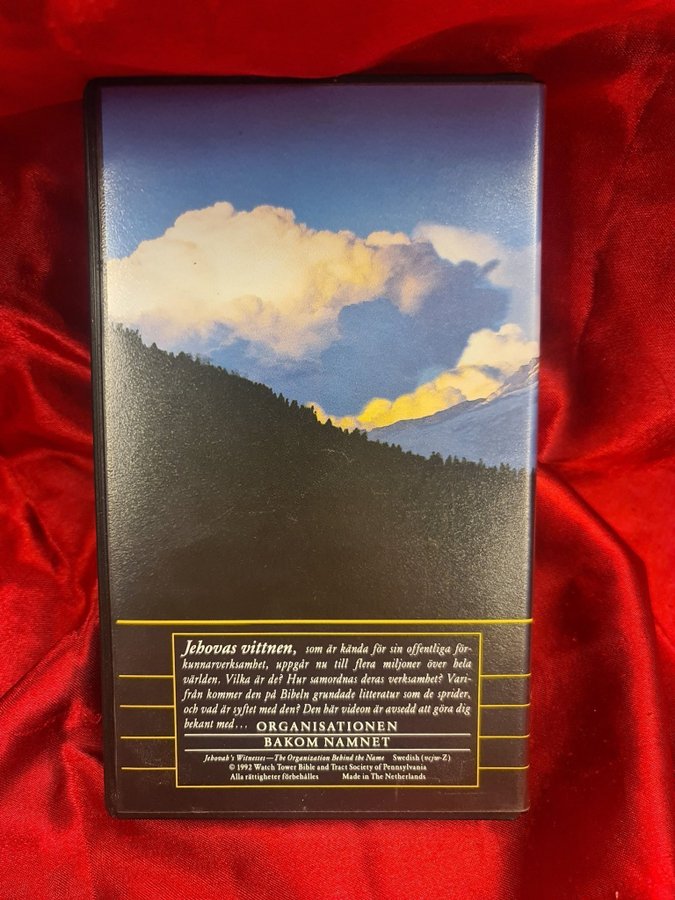 Jehovas vittnen, som är kända för sin offentliga för-
kunnarverksamhet, uppgår nu till flera miljoner över hela
världen. Vilka är de? Hur samordnas deras verksamhet? Vari-
från kommer den på Bibeln grundade litteratur som de sprider,
och vad är syftet med den? Den här videon är avsedd att göra dig
bekant med... ORGANISATIONEN
BAKOM NAMNET
Jehovah's Witnesses—The Organization Behind the Name Swedish (vcjw-Z)
© 1992 Watch Tower Bible and Tract Society of Pennsylvania
Alla rättigheter förbehålles Made in The Netherlands